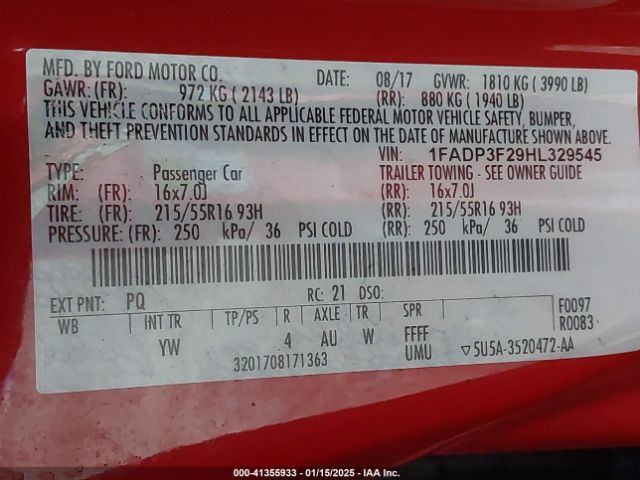 MFD. BY FORD MOTOR CO. DATE: 08/17 GVWR: 1810 KG ( 3990 LB)
GAWR: (FR): 972 KG ( 2143 LB) (RR): 880 KG ( 1940 LB)
THIS VEHICLE CONFORMS TO ALL APPLICABLE FEDERAL MOTOR VEHICLE SAFETY, BUMPER,
AND THEFT PREVENTION STANDARDS IN EFFECT ON THE DATE OF MANUFACTURE SHOWN ABOVE.
VIN: 1FADP3F29HL329545
TYPE: Passenger Car TRAILER TOWING - SEE OWNER GUIDE
RIM: (FR) 16x7.0J (RR): 16x7.0J
TIRE: (FR): 215/55R16 93H (RR): 215/55R16 93H
PRESSURE: (FR): 250 kPa/ 36 PSI COLD (RR): 250 kPa/ 36 PSI COLD
EXT PNT: PQ RC: 21 DSO: F0097
WB INT TR TP/PS R AXLE TR SPR R0083
YW 4 AU W FFFF
UMU ▽5U5A-3520472-AA
3201708171363
000-41355933 - 01/15/2025 - IAA Inc.